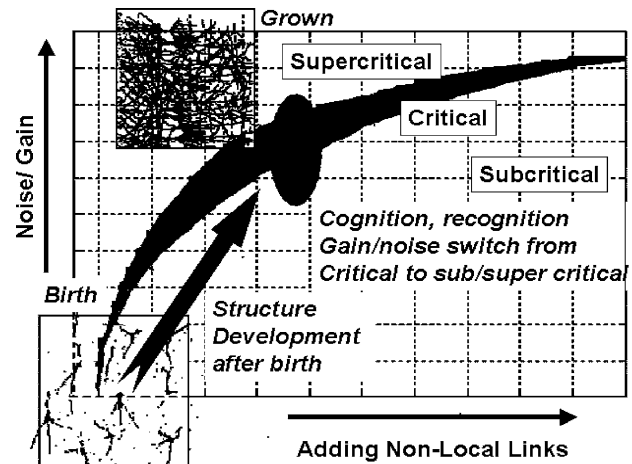 Grown
Supercritical
Critical
Subcritical
Noise/ Gain
Cognition, recognition
Gain/noise switch from
Critical to sub/super critical
Birth
Structure
Development
after birth
Adding Non-Local Links